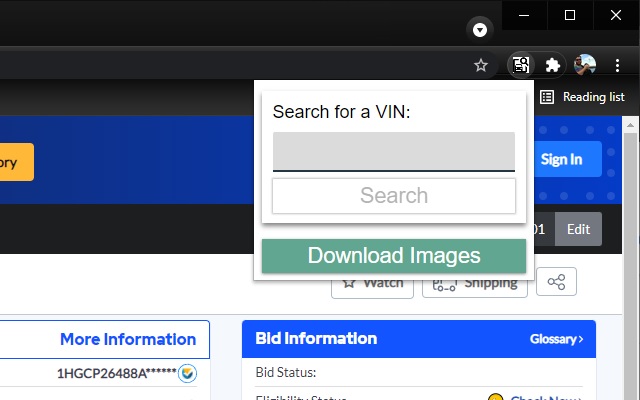 Reading list
Search for a VIN:
ory
Sign In
Search
01
Edit
Download Images
Watch
Shipping
More Information
Bid Information
Glossary
1HGCP26488A******
Bid Status:
Eligibility Status
Check Now